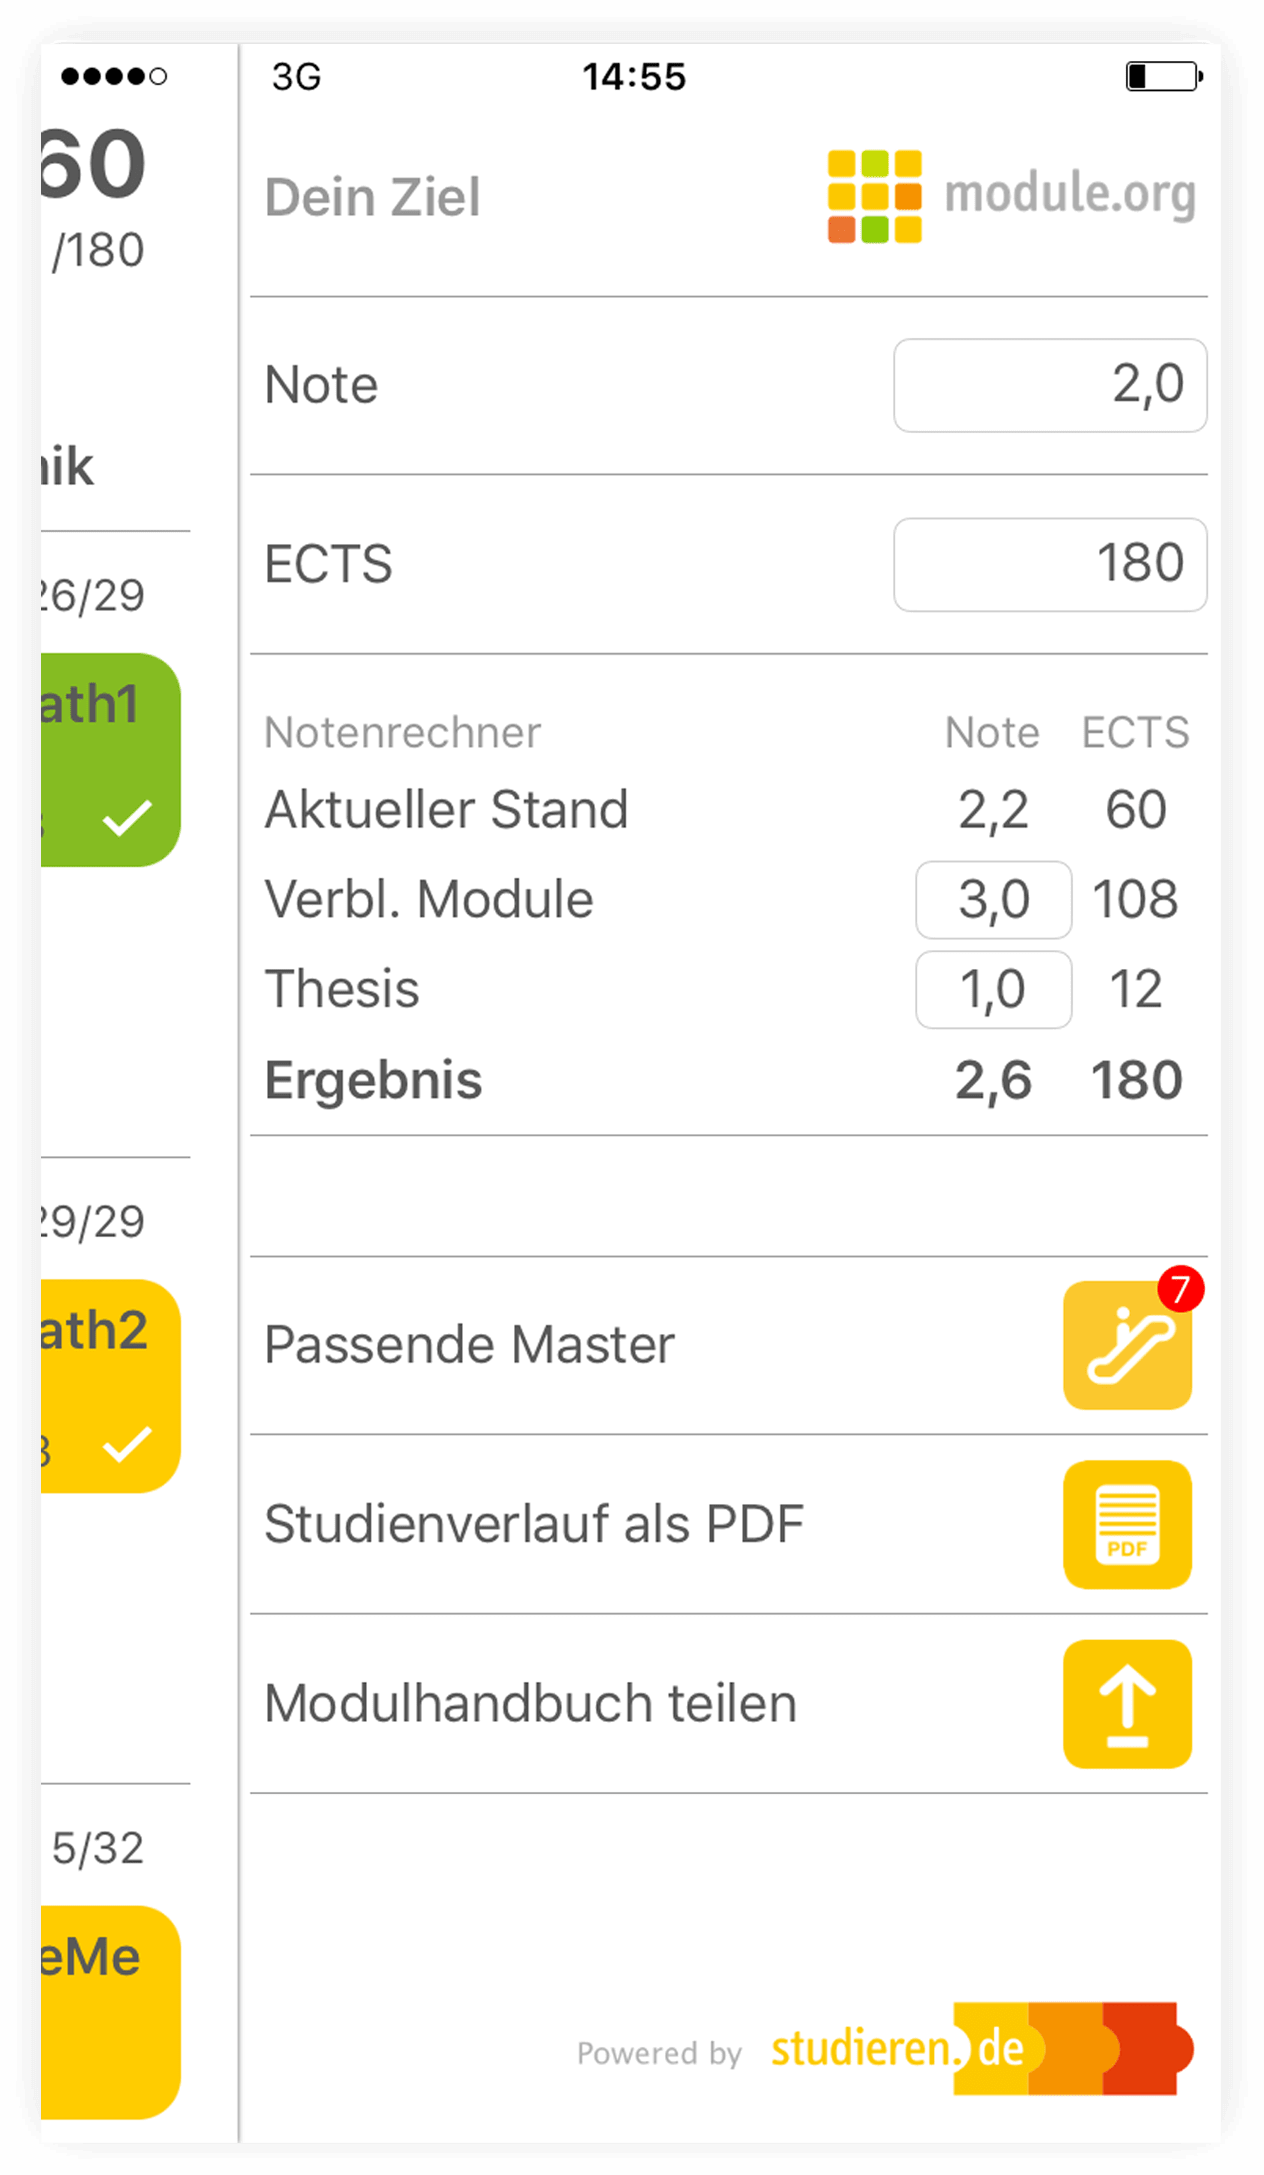 3G 14:55
60
/180
ik
26/29
ath1
29/29
ath2
5/32
eMe
Dein Ziel
module.org
Note 2,0
ECTS 180
Notenrechner Note ECTS
Aktueller Stand 2,2 60
Verbl. Module 3,0 108
Thesis 1,0 12
Ergebnis 2,6 180
7
Passende Master
Studienverlauf als PDF
PDF
Modulhandbuch teilen
Powered by studieren.de